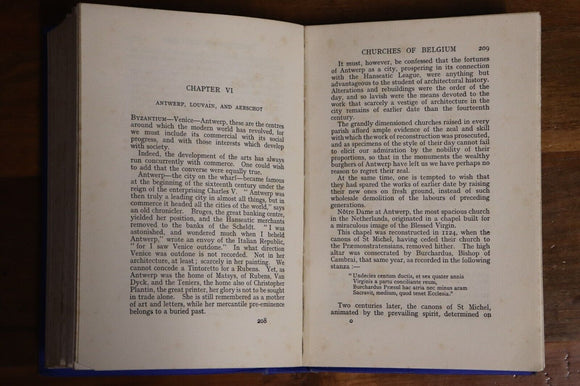 CHAPTER VI
ANTWERP, LOUVAIN, AND AERSCHOT
BYZANTIUM—Venice—Antwerp, these are the centres
around which the modern world has revolved, for
we must include its commercial with its social
progress, and with those interests which develop
with society.
Indeed, the development of the arts has always
run concurrently with commerce. One could wish
to add that the converse were equally true.
Antwerp—the city on the wharf—became famous
at the beginning of the sixteenth century under the
reign of the enterprising Charles V. "Antwerp was
then truly a leading city in almost all things, but in
commerce it headed all the cities of the world," says
an old chronicler. Bruges, the great banking centre,
yielded her position, and the Hanseatic merchants
removed to the banks of the Scheldt. "I was
astonished, and wondered much when I beheld
Antwerp," wrote an envoy of the Italian Republic,
"for I saw Venice outdone." In what direction
Venice was outdone is not recorded. Not in her
architecture, at least; scarcely in her painting. We
cannot concede a Tintoretto for a Rubens. Yet, as
Antwerp was the home of Matsys, of Rubens, Van
Dyck, and the Teniers, the home also of Christopher
Plantin, the great printer, her glory is not to be sought
in trade alone. She is still remembered as a mother
of art and letters, while her mercantile pre-eminence
belongs to a buried past.
208
CHURCHES OF BELGIUM 209
It must, however, be confessed that the fortunes
of Antwerp as a city, prospering in its connection
with the Hanseatic League, were anything but
advantageous to the student of architectural history.
Alterations and rebuildings were the order of the
day, and so lavish were the means devoted to the
work that scarcely a vestige of architecture in the
city remains of earlier date than the fourteenth
century.
The grandly dimensioned churches raised in every
parish afford ample evidence of the zeal and skill
with which the work of reconstruction was prosecuted,
and as specimens of the style of their day cannot fail
to elicit our admiration by the nobility of their
proportions, so that in the monuments the wealthy
burghers of Antwerp have left us we have perhaps no
reason to regret their zeal.
At the same time, one is tempted to wish that
they had spared the works of earlier date by raising
their new ones on fresh ground, instead of such
wholesale demolition of the labours of preceding
generations.
Nôtre Dame at Antwerp, the most spacious church
in the Netherlands, originated in a chapel built for
a miraculous image of the Blessed Virgin.
This chapel was reconstructed in 1124, when the
canons of St Michel, having ceded their church to
the Præmonstratensians, removed hither. The high
altar was consecrated by Burchardus, Bishop of
Cambrai, that same year, as recorded in the following
stanza :—
"Undecies centum ductis, et sex quater annis
Virginis a partu conciliante reum,
Burchardus Præsul hac atria nec minus aram
Sacravit, medium, quod tenet Ecclesia."
Two centuries later, the canons of St Michel,
animated by the prevailing spirit, determined on
O